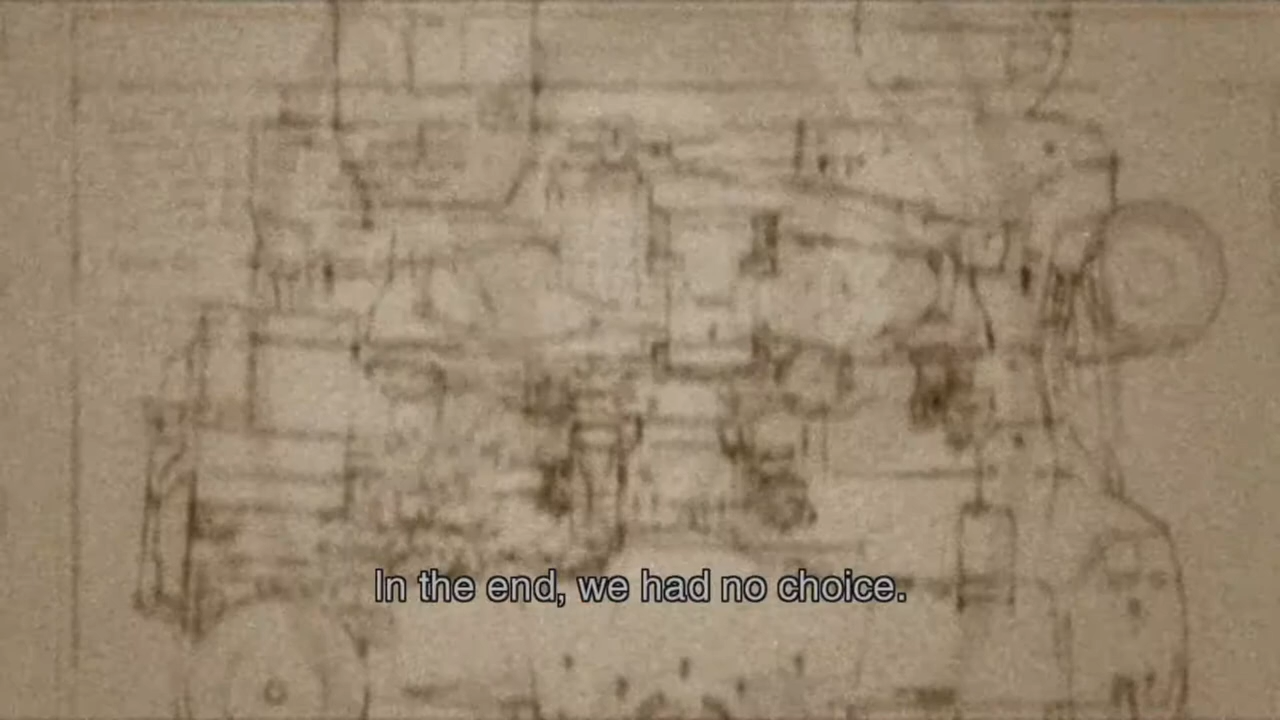 In the end, we had no choice.